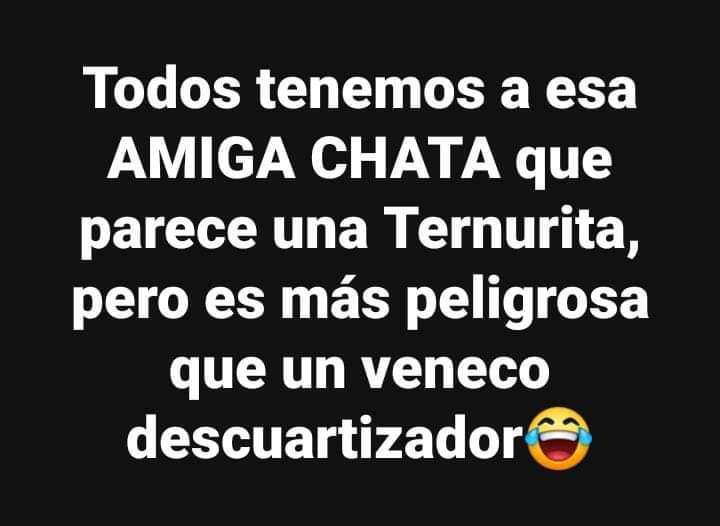 Todos tenemos a esa
AMIGA CHATA que
parece una Ternurita,
pero es más peligrosa
que un veneco
descuartizador😂